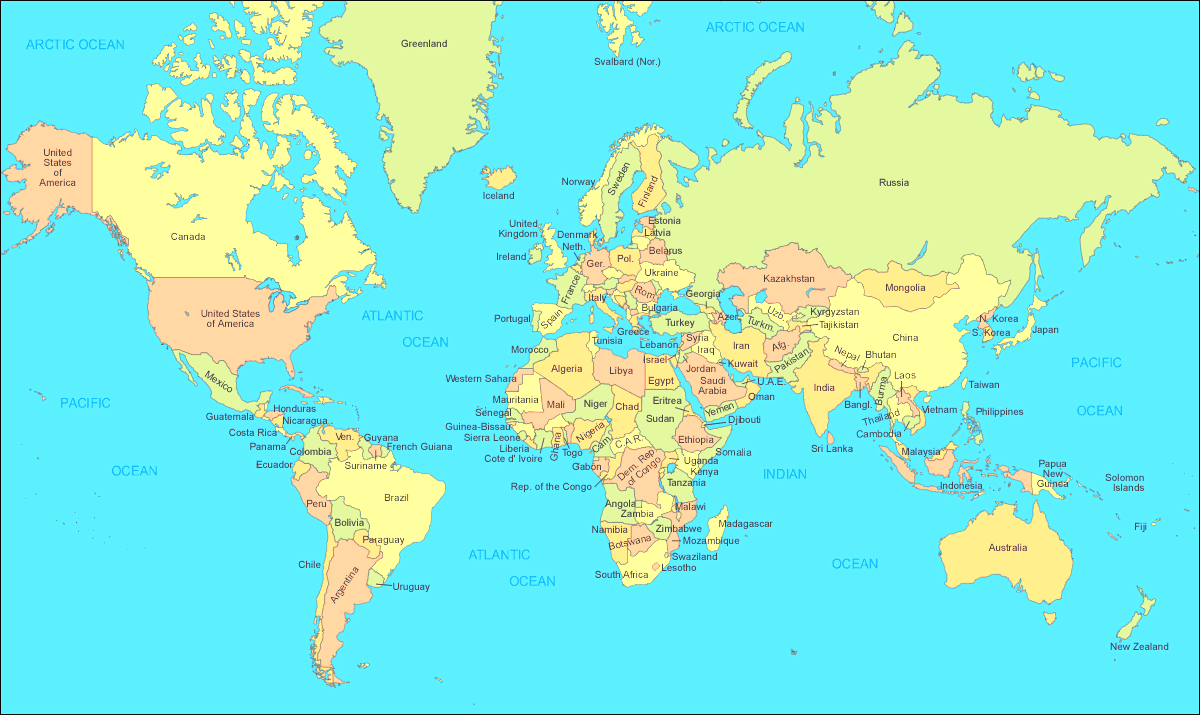 ARCTIC OCEAN
Greenland
ARCTIC OCEAN
Svalbard (Nor.)
United
States
of
America
Canada
Iceland
Norway
Sweden
Finland
Russia
United
Kingdom
Ireland
Denmark
Neth.
Estonia
Latvia
Belarus
Ger.
Pol.
Ukraine
France
Italy
Rom.
Bulgaria
Spain
Portugal
Greece
Turkey
Georgia
Azer.
Kazakhstan
Uzb.
Turkm.
Kyrgyzstan
Tajikistan
Mongolia
China
N. Korea
S. Korea
Japan
United States
of America
ATLANTIC
OCEAN
PACIFIC
OCEAN
PACIFIC
OCEAN
Mexico
Guatemala
Honduras
Nicaragua
Costa Rica
Panama
Ven.
Guyana
French Guiana
Colombia
Suriname
Ecuador
Brazil
Peru
Bolivia
Paraguay
Chile
Argentina
Uruguay
Morocco
Tunisia
Algeria
Libya
Egypt
Western Sahara
Mauritania
Senegal
Guinea-Bissau
Sierra Leone
Liberia
Cote d' Ivoire
Mali
Niger
Chad
Sudan
Eritrea
Djibouti
Ethiopia
Somalia
Ghana
Togo
Nigeria
Cam.
C.A.R.
Gabon
Rep. of the Congo
Dem. Rep
of Congo
Uganda
Kenya
Tanzania
Angola
Zambia
Malawi
Namibia
Botswana
Zimbabwe
Mozambique
Madagascar
Swaziland
Lesotho
South Africa
Lebanon
Syria
Israel
Iraq
Jordan
Iran
Kuwait
Saudi
Arabia
U.A.E.
Oman
Yemen
Afg.
Pakistan
India
Nepal
Bhutan
Bangl.
Sri Lanka
Burma
Laos
Thailand
Vietnam
Cambodia
Taiwan
Philippines
Malaysia
Indonesia
Papua
New
Guinea
Solomon
Islands
Fiji
INDIAN
OCEAN
ATLANTIC
OCEAN
Australia
New Zealand